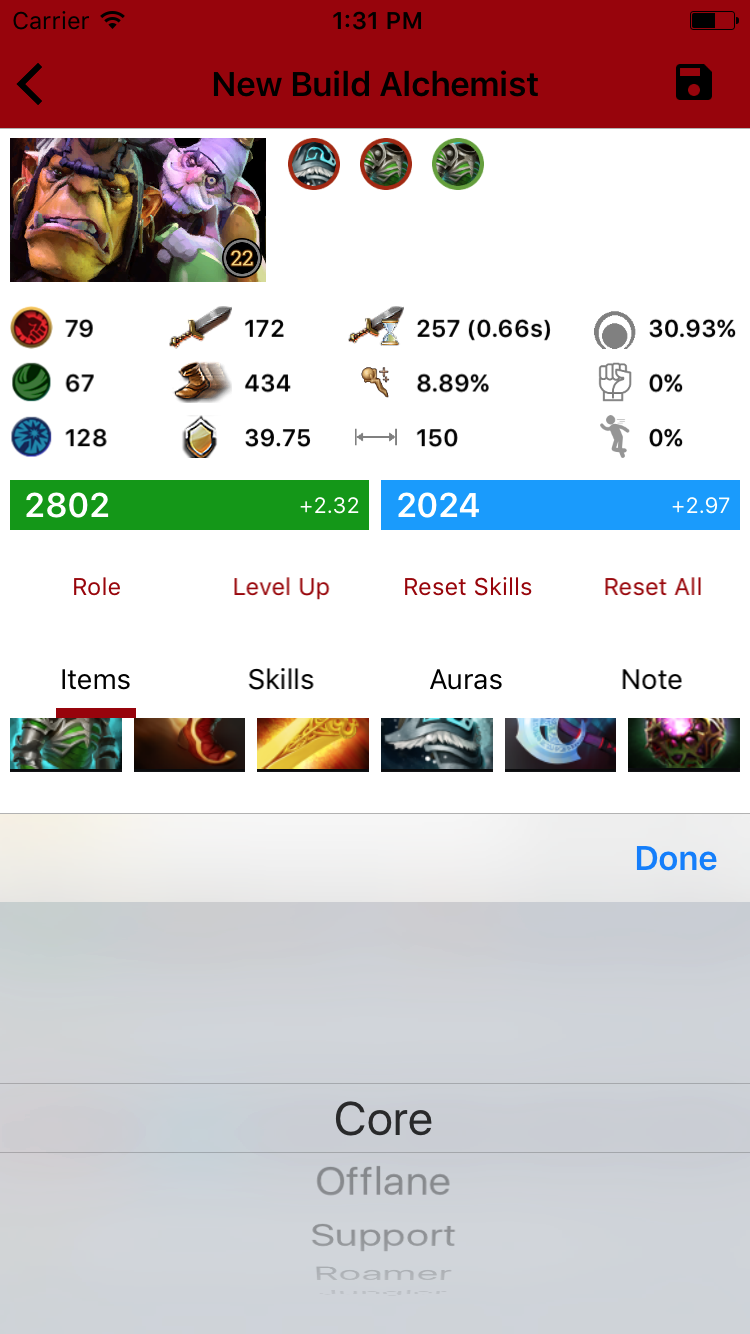 Carrier 1:31 PM
New Build Alchemist
22
79 172 257 (0.66s) 30.93%
67 434 8.89% 0%
128 39.75 150 0%
2802 +2.32 2024 +2.97
Role Level Up Reset Skills Reset All
Items Skills Auras Note
Done
Core
Offlane
Support
Roamer
Jungler